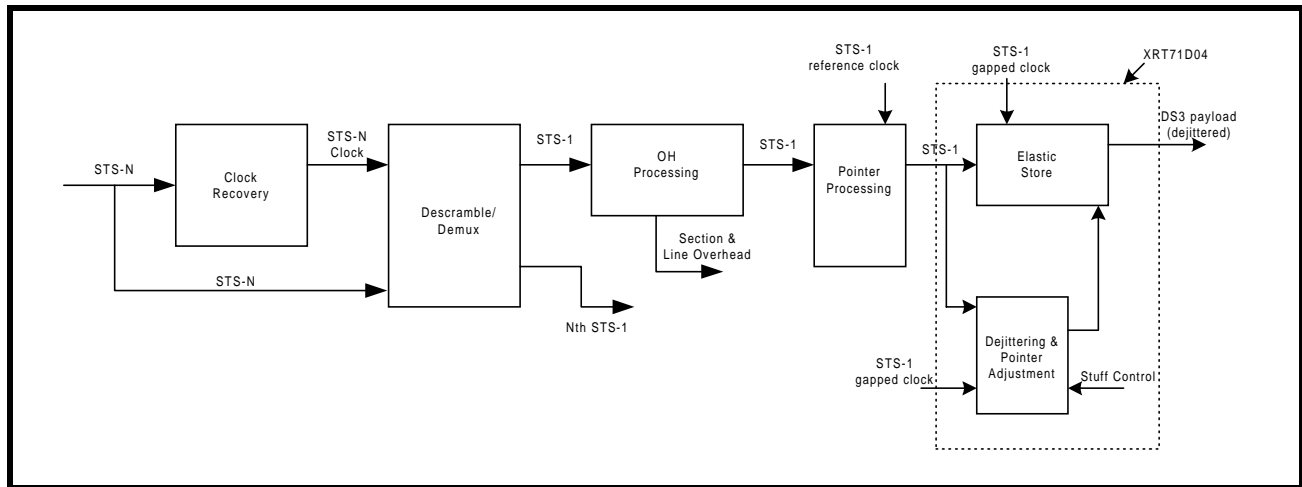 STS-N
Clock
Recovery
STS-N
STS-N
Clock
Descramble/
Demux
STS-1
Nth STS-1
OH
Processing
Section &
Line Overhead
STS-1
STS-1
reference clock
Pointer
Processing
STS-1
STS-1
gapped clock
XRT71D04
Elastic
Store
DS3 payload
(dejittered)
Dejittering &
Pointer
Adjustment
STS-1
gapped clock
Stuff Control